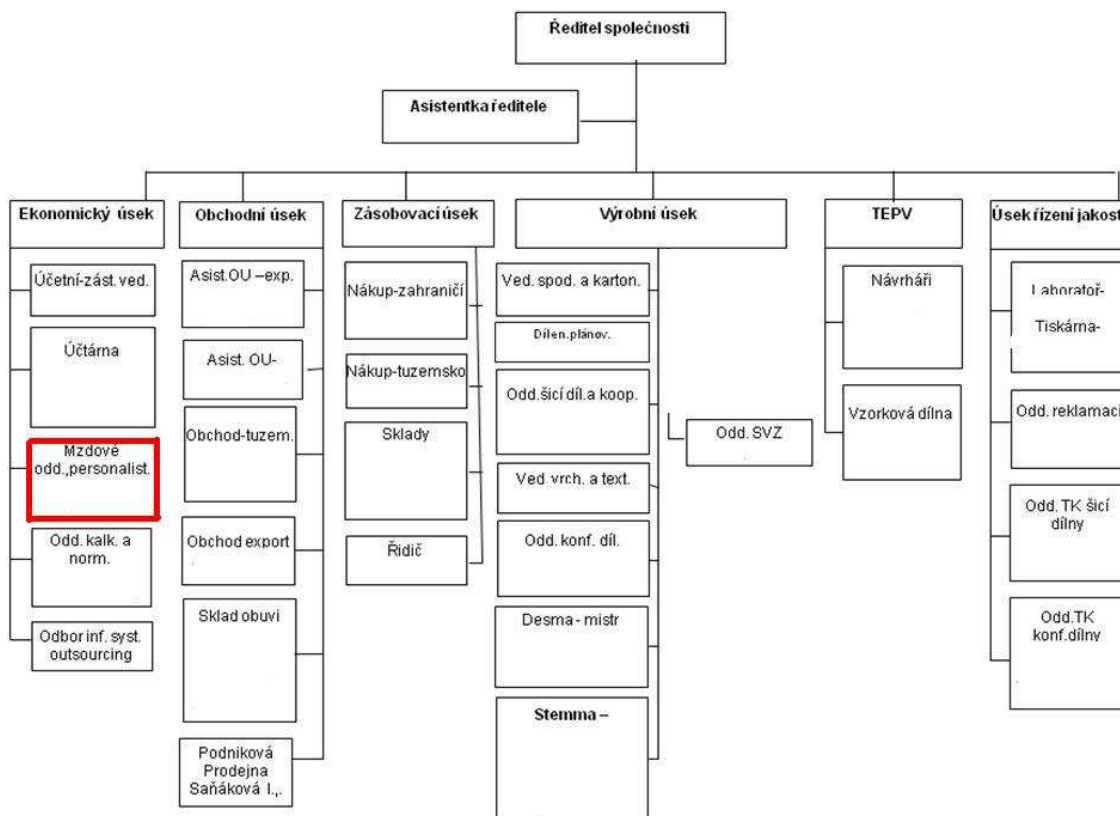 Ředitel společnosti
Asistentka ředitele
Ekonomický úsek
Účetní-zást. ved.
Účtárna
Mzdové
odd.,personalist.
Odd. kalk. a
norm.
Odbor inf. syst.
outsourcing
Obchodní úsek
Asist.OU –exp.
Asist. OU-
Obchod-tuzem.
Obchod export
Sklad obuvi
Podniková
Prodejna
Saňáková I.,.
Zásobovací úsek
Nákup-zahraničí
Nákup-tuzemsko
Sklady
Řidič
Výrobní úsek
Ved. spod. a karton.
Dílen.plánov.
Odd.šicí díl.a koop.
Ved. vrch. a text.
Odd. konf. díl.
Desma - mistr
Stemma –
Odd. SVZ
TEPV
Návrháři
Vzorková dílna
Úsek řízení jakost
Laboratoř-
Tiskárna-
Odd. reklamací
Odd. TK šicí
dílny
Odd.TK
konf.dílny